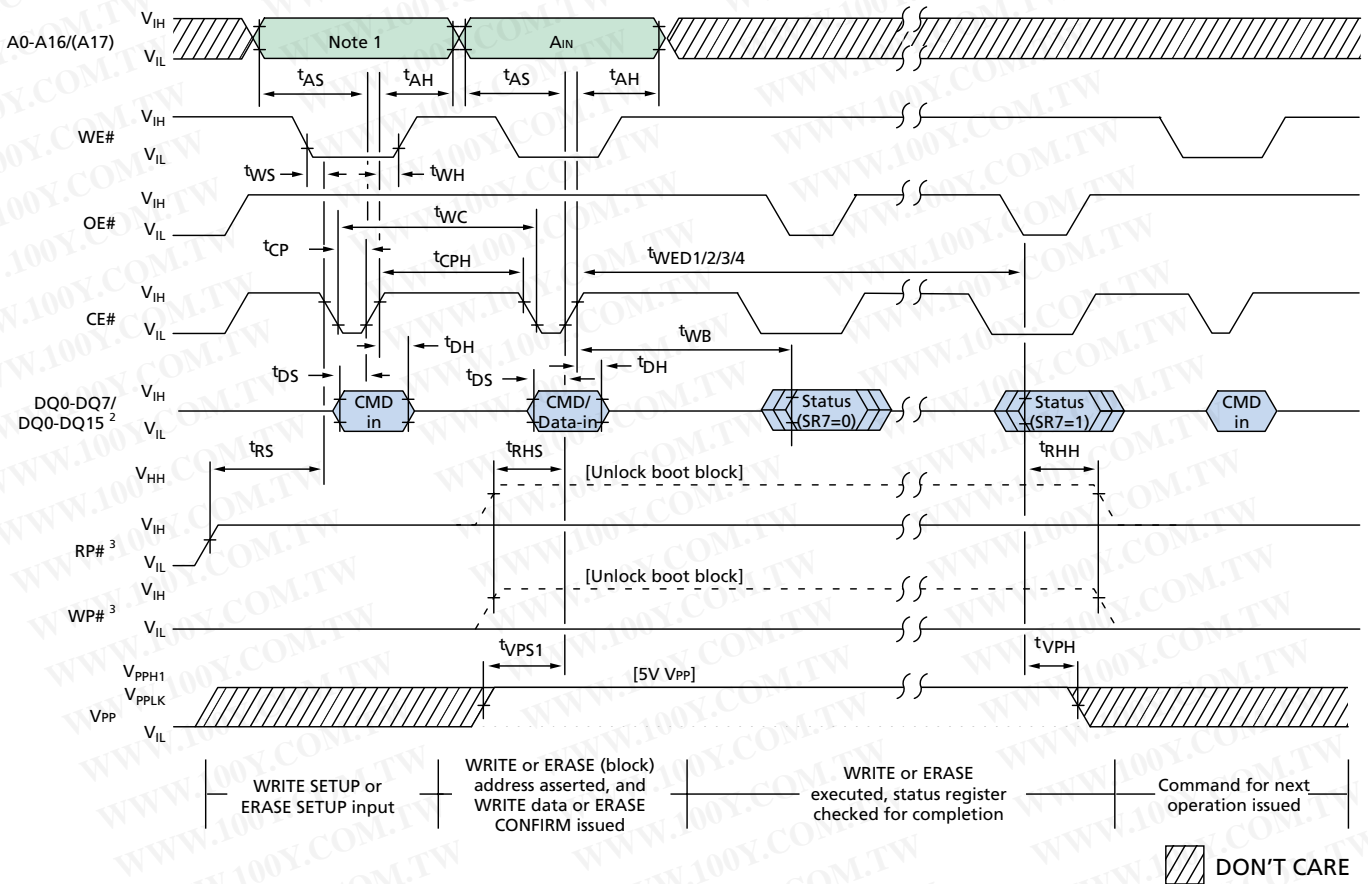 A0-A16/(A17)
VIH
VIL
Note 1
AIN
tAS
tAH
tAS
tAH
WE#
VIH
VIL
tWS
tWH
OE#
VIH
VIL
tWC
tCP
tCPH
tWED1/2/3/4
CE#
VIH
VIL
tWB
tDH
tDS
tDS
tDH
DQ0-DQ7/
DQ0-DQ15 2
VIH
VIL
CMD
in
CMD/
Data-in
Status
(SR7=0)
Status
(SR7=1)
CMD
in
tRS
tRHS
[Unlock boot block]
tRHH
VHH
VIH
VIL
RP# 3
[Unlock boot block]
VIH
WP# 3
VIL
tVPS1
tVPH
VPPH1
VPPLK
VPP
VIL
[5V VPP]
WRITE SETUP or
ERASE SETUP input
WRITE or ERASE (block)
address asserted, and
WRITE data or ERASE
CONFIRM issued
WRITE or ERASE
executed, status register
checked for completion
Command for next
operation issued
DON'T CARE
WWW.100Y.COM.TW